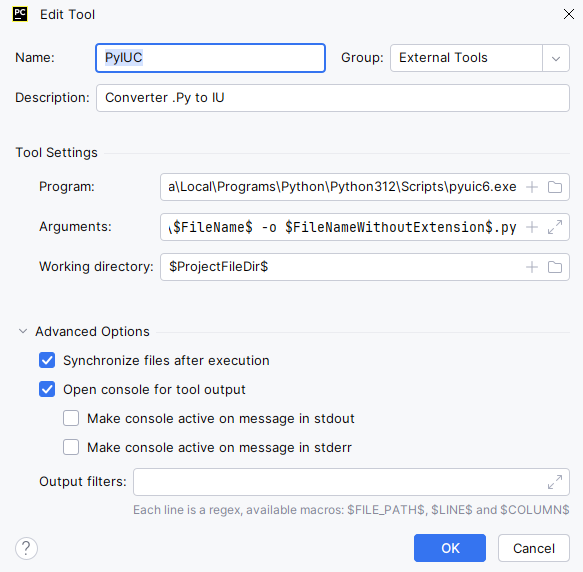 PC Edit Tool
Name: PyIUC Group: External Tools
Description: Converter .Py to IU
Tool Settings
Program: a\Local\Programs\Python\Python312\Scripts\pyuic6.exe
Arguments: \$FileName$ -o $FileNameWithoutExtension$.py
Working directory: $ProjectFileDir$
Advanced Options
Synchronize files after execution
Open console for tool output
Make console active on message in stdout
Make console active on message in stderr
Output filters:
Each line is a regex, available macros: $FILE_PATH$, $LINE$ and $COLUMN$
? OK Cancel